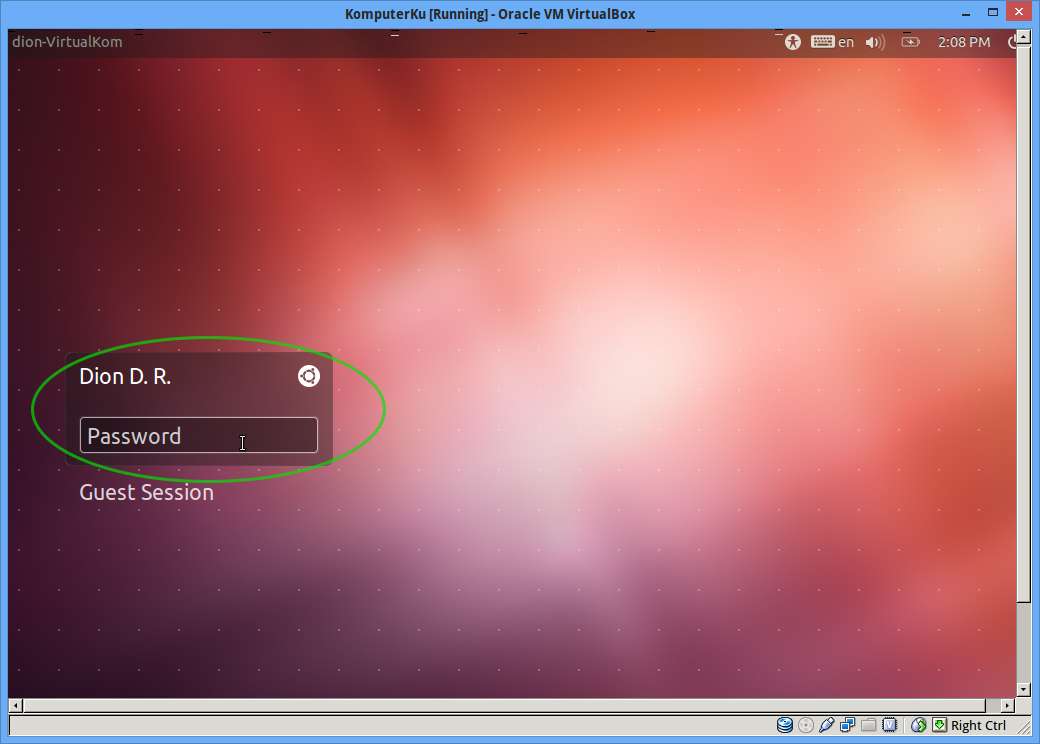 KomputerKu [Running] - Oracle VM VirtualBox
dion-VirtualKom en 2:08 PM
Dion D. R.
Password
Guest Session
Right Ctrl